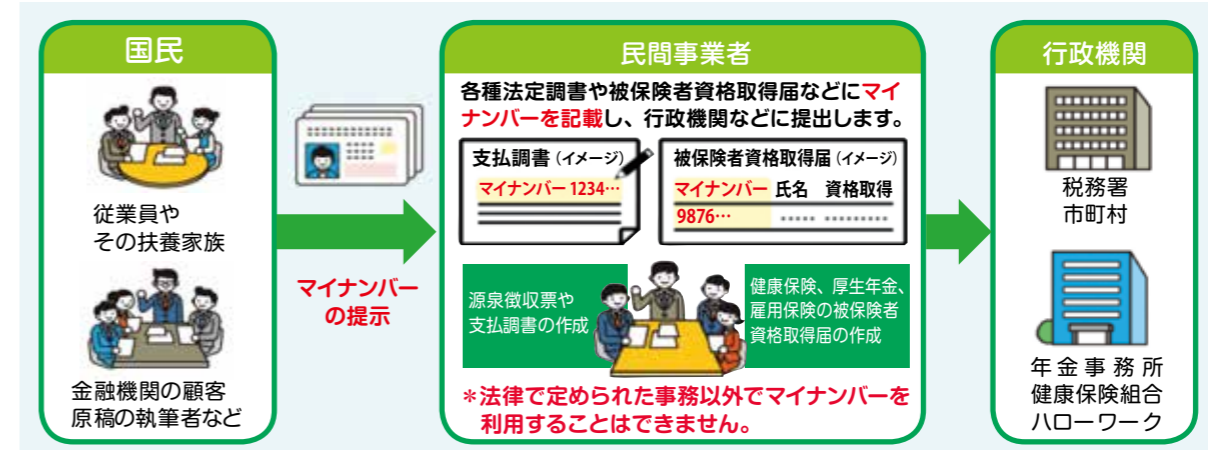 国民
従業員や
その扶養家族
金融機関の顧客
原稿の執筆者など
マイナンバー
の提示
民間事業者
各種法定調書や被保険者資格取得届などにマイ
ナンバーを記載し、行政機関などに提出します。
支払調書（イメージ）
マイナンバー 1234…
被保険者資格取得届（イメージ）
マイナンバー 氏名 資格取得
9876…
源泉徴収票や
支払調書の作成
健康保険、厚生年金、
雇用保険の被保険者
資格取得届の作成
＊法律で定められた事務以外でマイナンバーを
利用することはできません。
行政機関
税務署
市町村
年金事務所
健康保険組合
ハローワーク